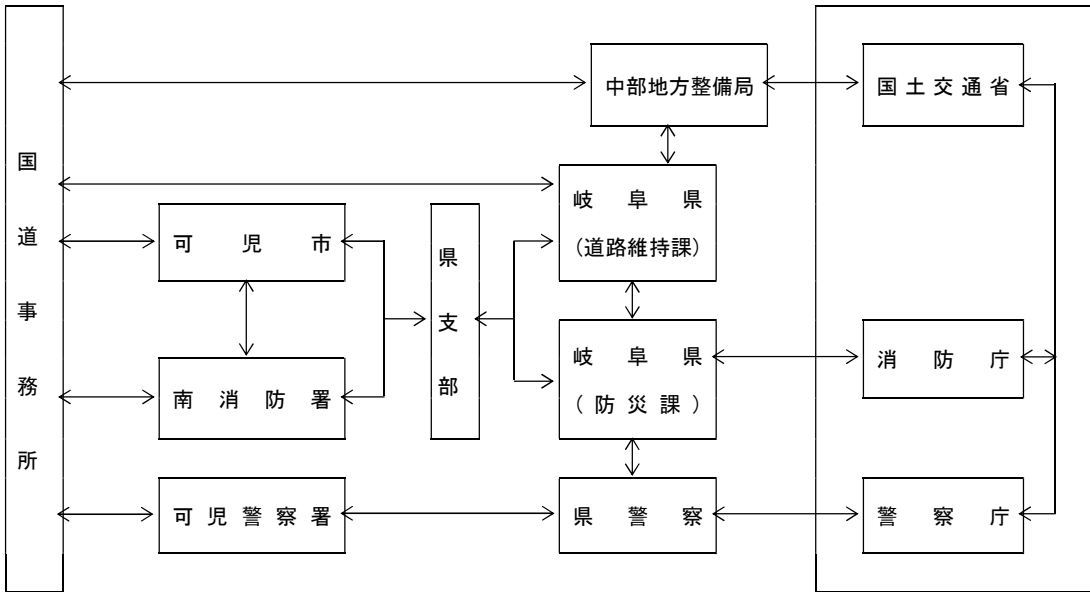 国道事務所
中部地方整備局
国土交通省
岐阜県
(道路維持課)
可児市
県支部
岐阜県
(防災課)
消防庁
南消防署
可児警察署
県警察
警察庁